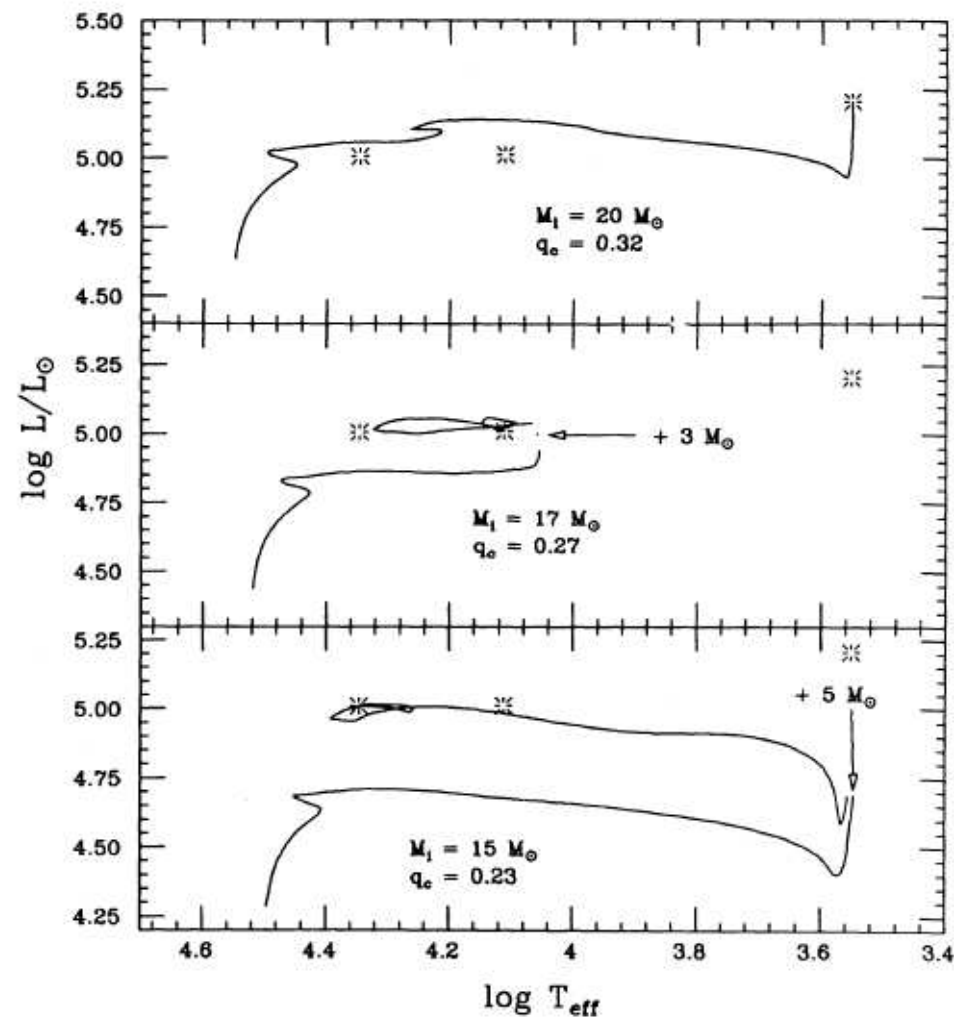 5.50
5.25
5.00
4.75
4.50
M_i = 20 M_⊙
q_c = 0.32
5.25
5.00
4.75
4.50
+ 3 M_⊙
M_i = 17 M_⊙
q_c = 0.27
5.25
5.00
4.75
4.50
4.25
+ 5 M_⊙
M_i = 15 M_⊙
q_c = 0.23
log L/L_⊙
4.6 4.4 4.2 4 3.8 3.6 3.4
log T_eff